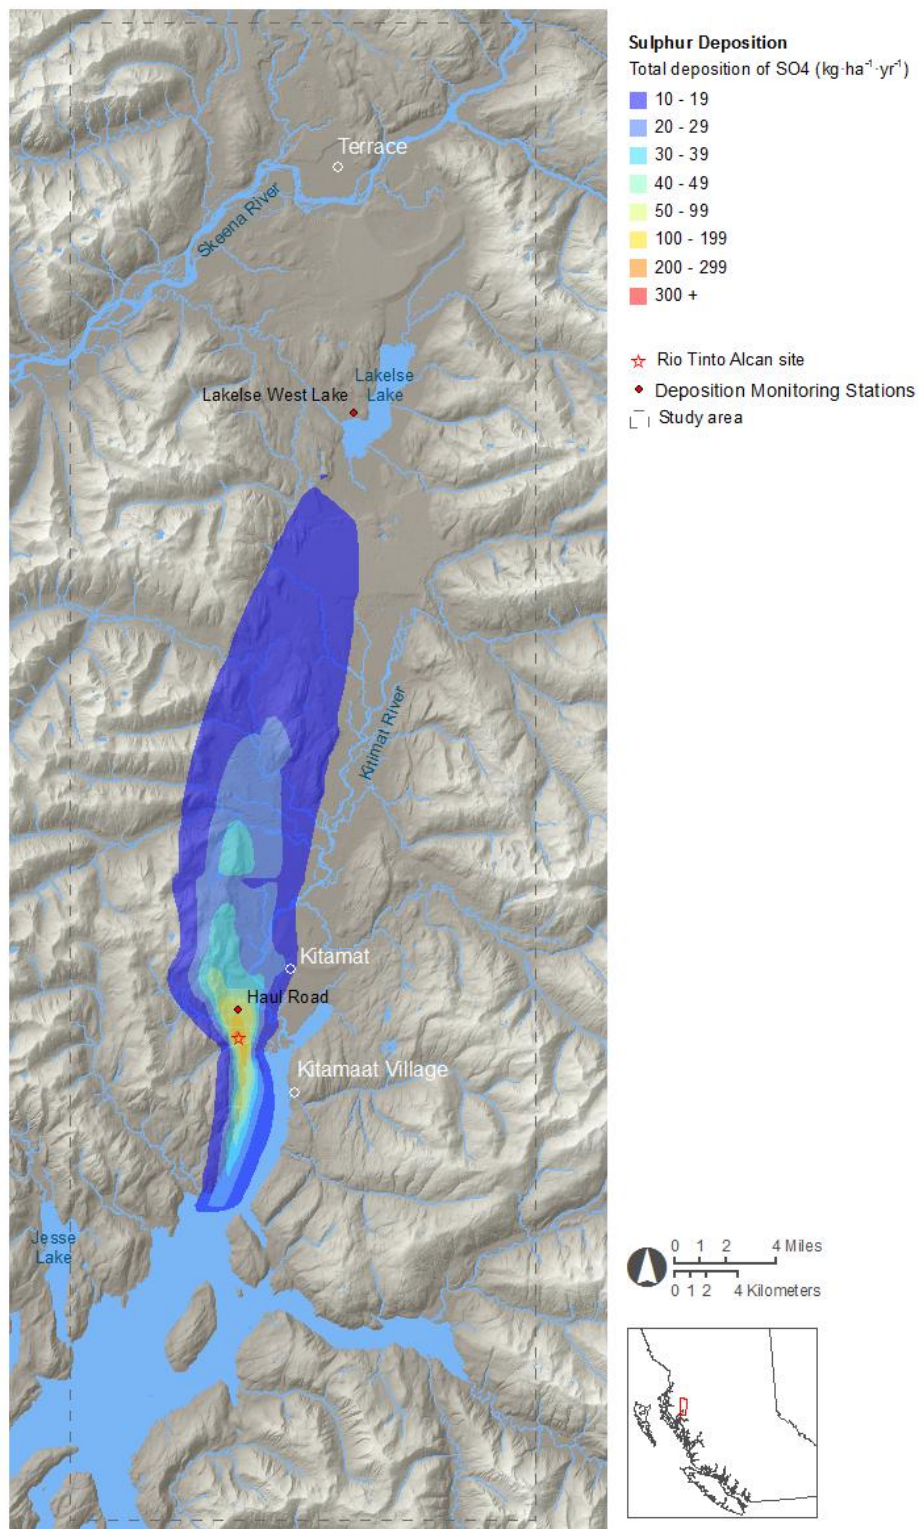 Sulphur Deposition
Total deposition of SO4 (kg·ha⁻¹·yr⁻¹)
10 - 19
20 - 29
30 - 39
40 - 49
50 - 99
100 - 199
200 - 299
300 +
Rio Tinto Alcan site
Deposition Monitoring Stations
Study area
Terrace
Skeena River
Lakelse West Lake
Lakelse
Lake
Kitimat River
Kitamat
Haul Road
Kitamaat Village
Jesse
Lake
0 1 2 4 Miles
0 1 2 4 Kilometers